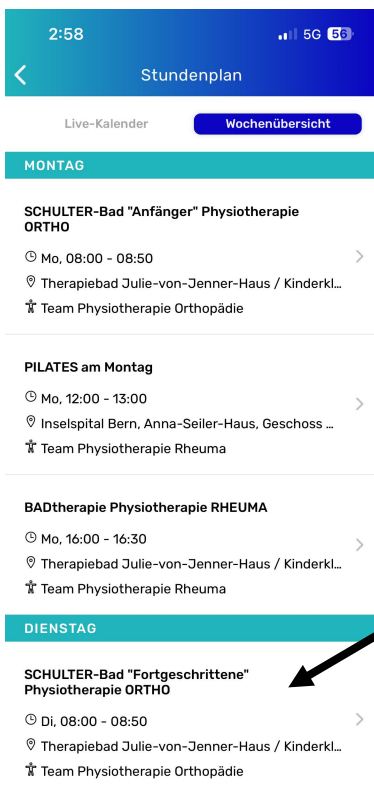 2:58 5G 56
Stundenplan
Live-Kalender Wochenübersicht
MONTAG
SCHULTER-Bad "Anfänger" Physiotherapie
ORTHO
Mo, 08:00 - 08:50
Therapiebad Julie-von-Jenner-Haus / Kinderkl...
Team Physiotherapie Orthopädie
PILATES am Montag
Mo, 12:00 - 13:00
Inselspital Bern, Anna-Seiler-Haus, Geschoss ...
Team Physiotherapie Rheuma
BADtherapie Physiotherapie RHEUMA
Mo, 16:00 - 16:30
Therapiebad Julie-von-Jenner-Haus / Kinderkl...
Team Physiotherapie Rheuma
DIENSTAG
SCHULTER-Bad "Fortgeschrittene"
Physiotherapie ORTHO
Di, 08:00 - 08:50
Therapiebad Julie-von-Jenner-Haus / Kinderkl...
Team Physiotherapie Orthopädie